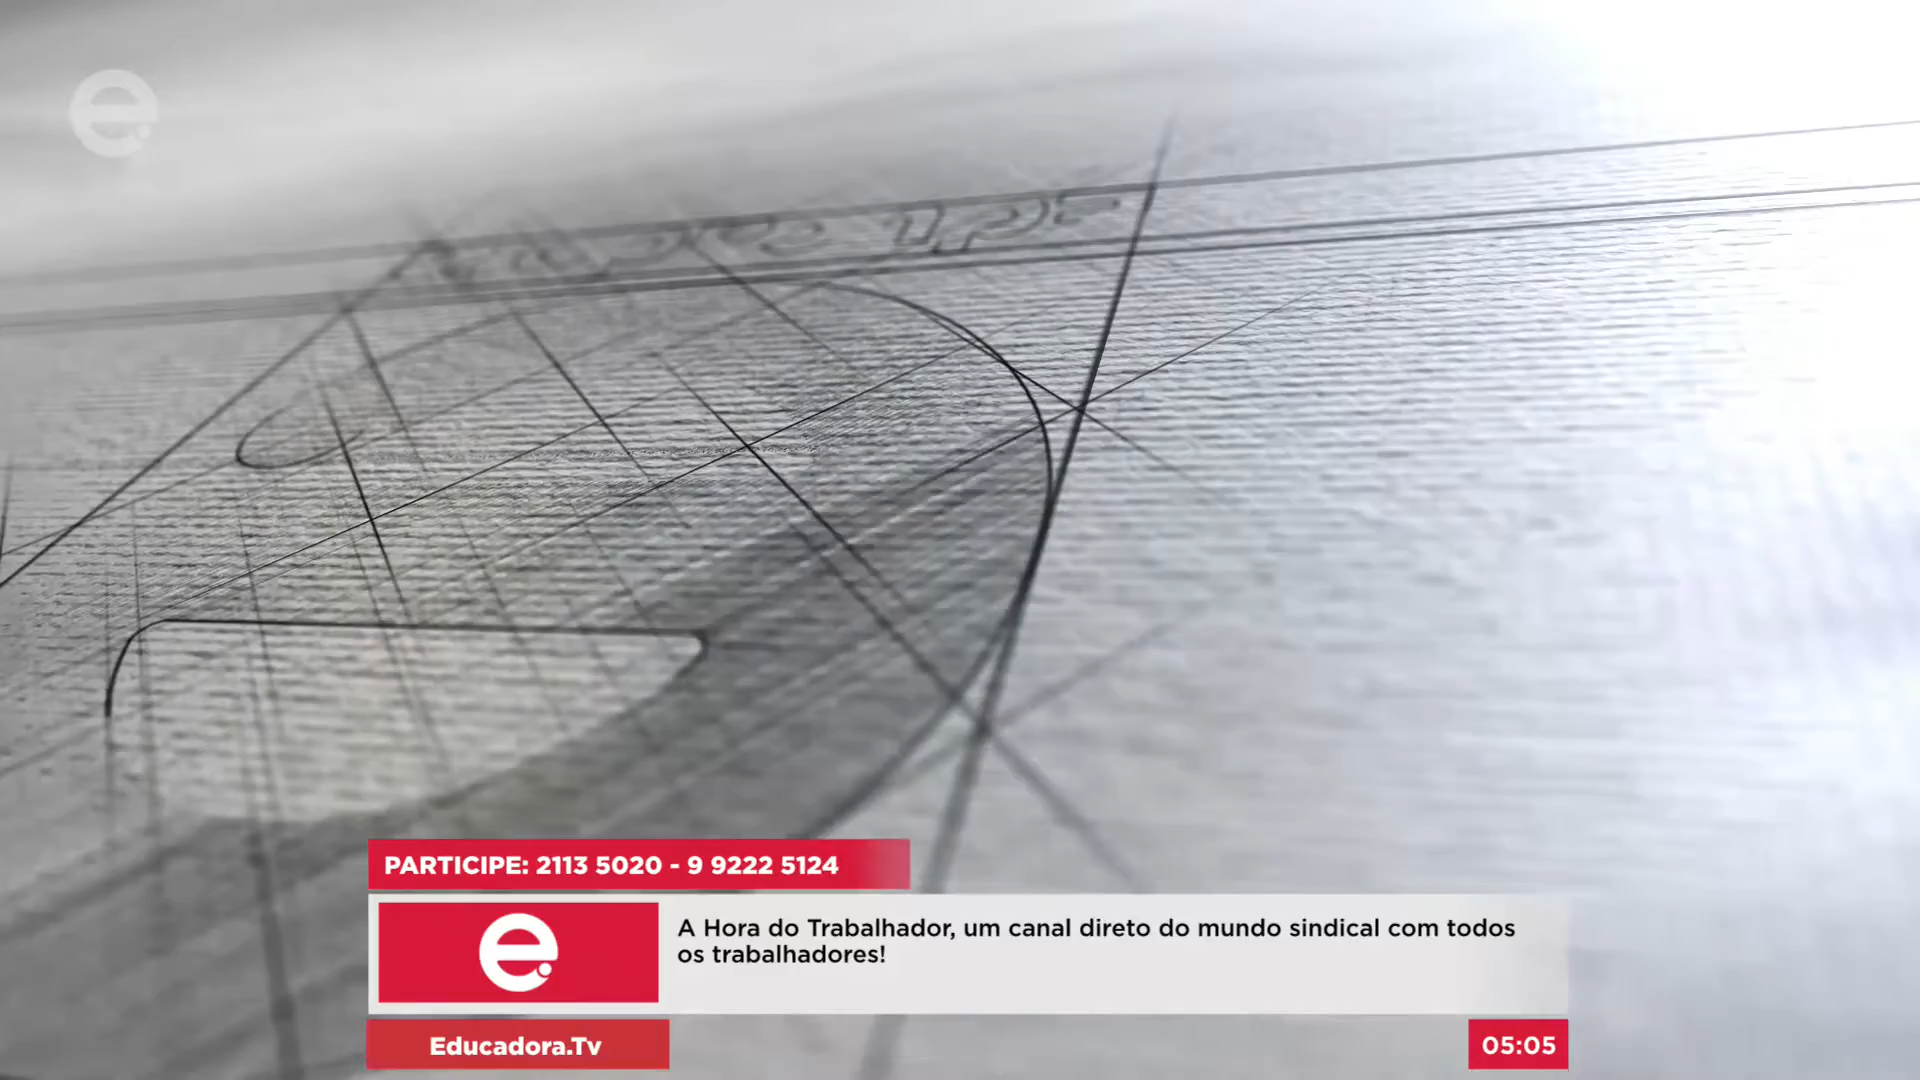 PARTICIPE: 2113 5020 - 9 9222 5124
A Hora do Trabalhador, um canal direto do mundo sindical com todos
os trabalhadores!
Educadora.Tv
05:05